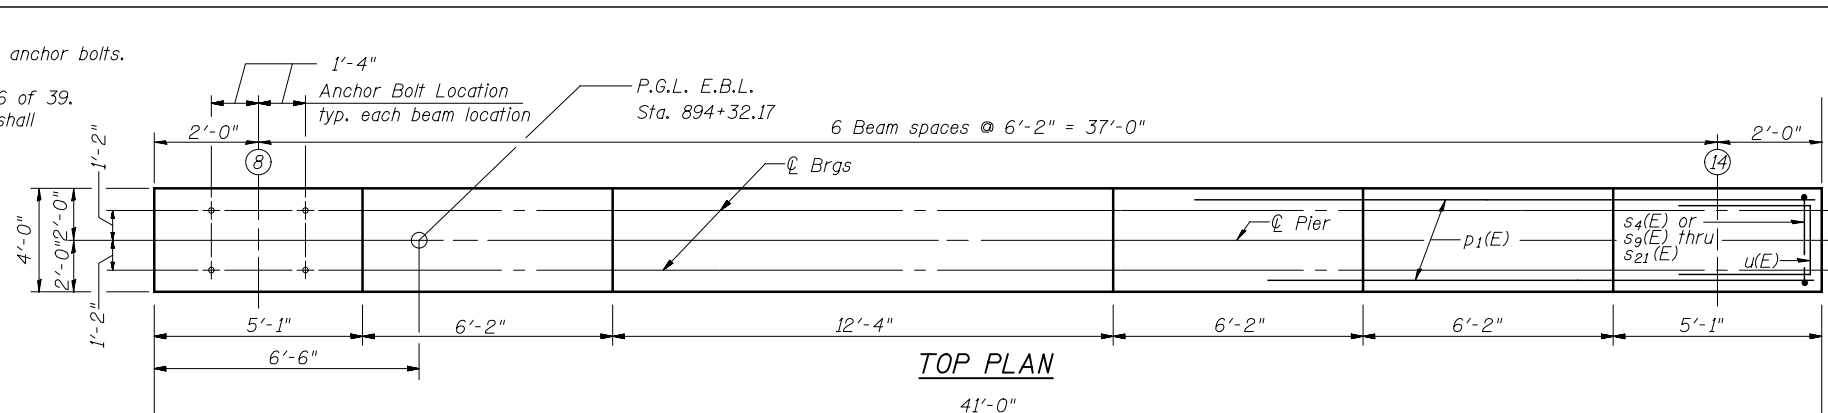 anchor bolts.
6 of 39.
shall
1'-4"
Anchor Bolt Location
typ. each beam location
P.G.L. E.B.L.
Sta. 894+32.17
2'-0"
6 Beam spaces @ 6'-2" = 37'-0"
2'-0"
1'-2"
8
14
℄ Brgs
4'-0"
2'-0"
2'-0"
1'-2"
℄ Pier
p1(E)
s4(E) or
s9(E) thru
s21(E)
u(E)
5'-1"
6'-2"
12'-4"
6'-2"
6'-2"
5'-1"
6'-6"
TOP PLAN
41'-0"